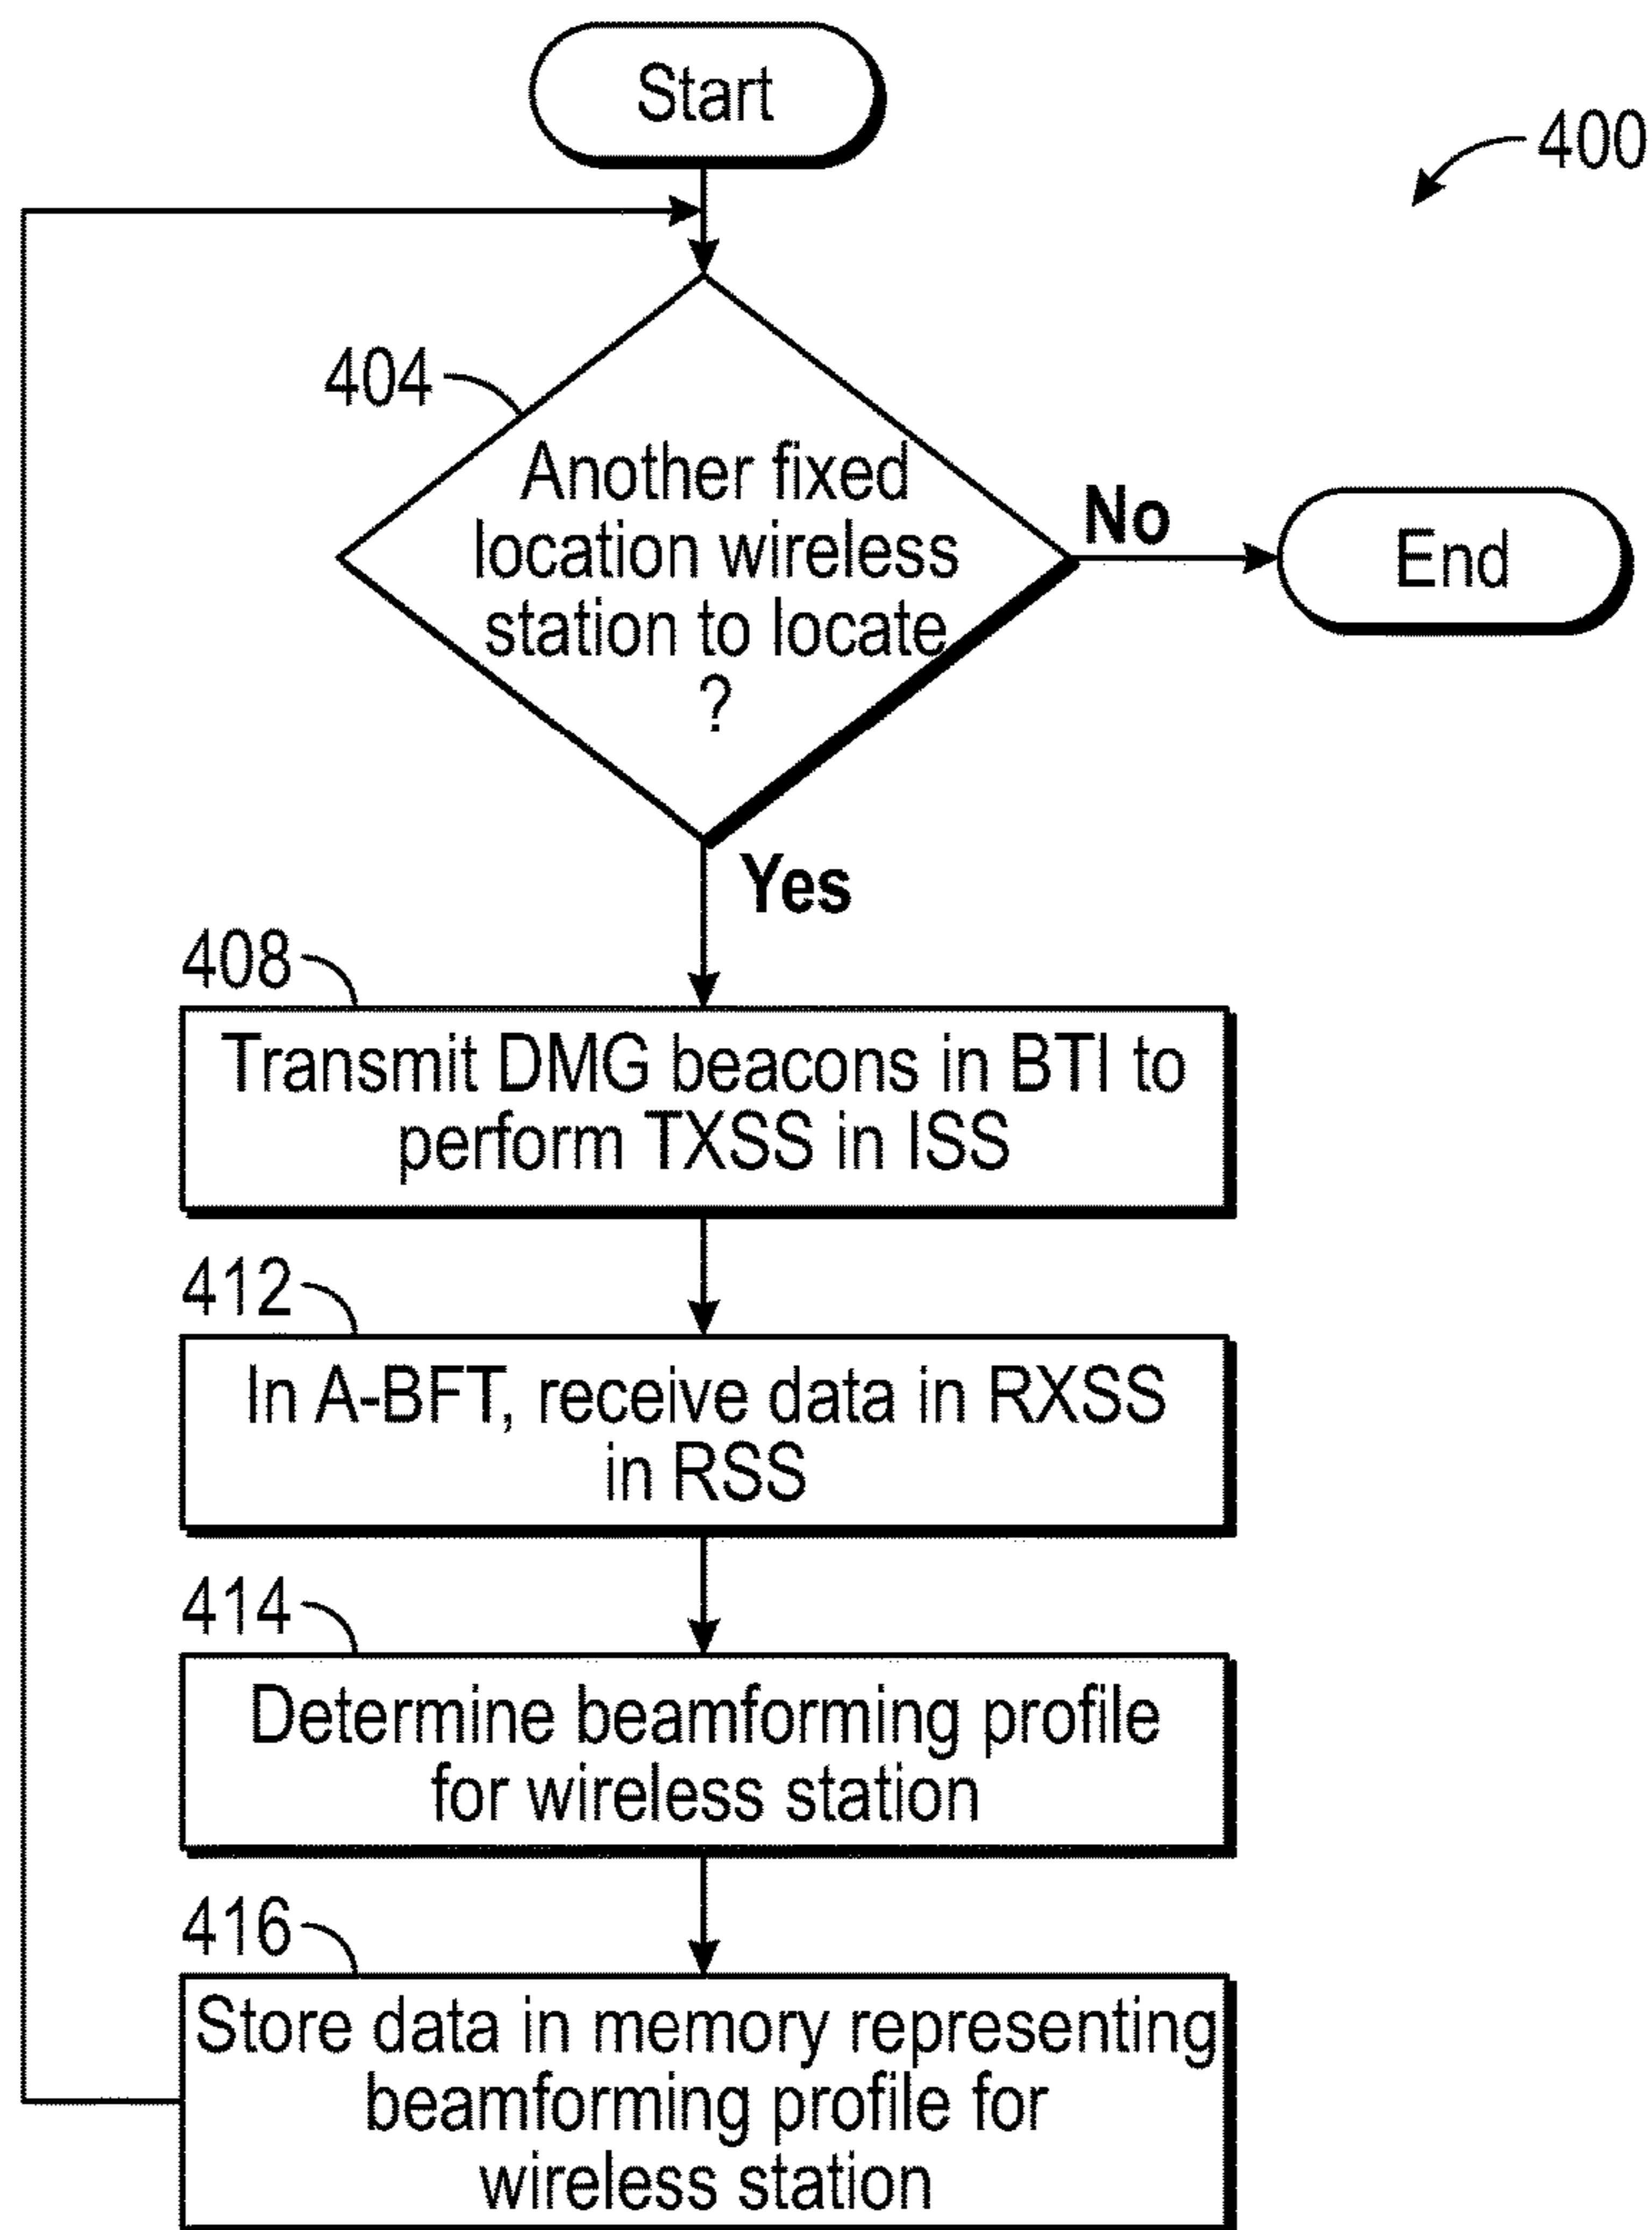 Start
400
404
Another fixed
location wireless
station to locate
?
No
End
Yes
408
Transmit DMG beacons in BTI to
perform TXSS in ISS
412
In A-BFT, receive data in RXSS
in RSS
414
Determine beamforming profile
for wireless station
416
Store data in memory representing
beamforming profile for
wireless station